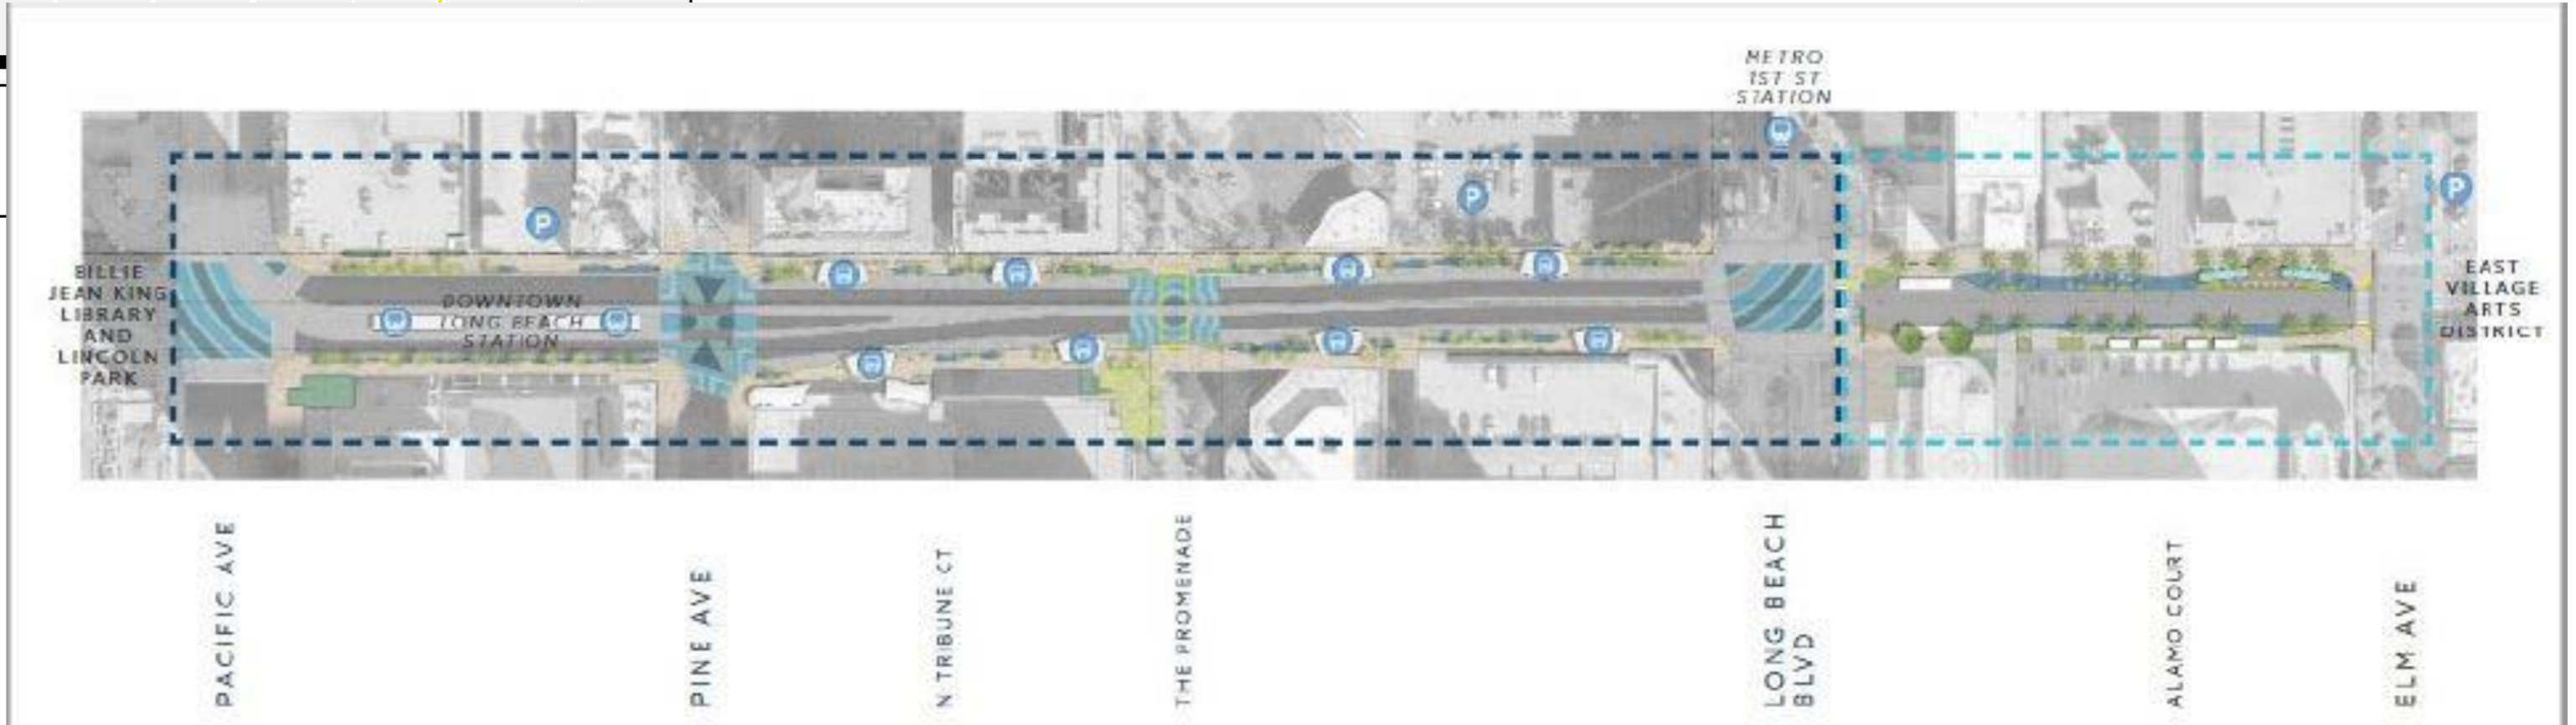 METRO
1ST ST
STATION
P
P
P
BILLIE
JEAN KING
LIBRARY
AND
LINCOLN
PARK
DOWNTOWN
LONG BEACH
STATION
EAST
VILLAGE
ARTS
DISTRICT
PACIFIC AVE
PINE AVE
N TRIBUNE CT
THE PROMENADE
LONG BEACH
BLVD
ALAMO COURT
ELM AVE